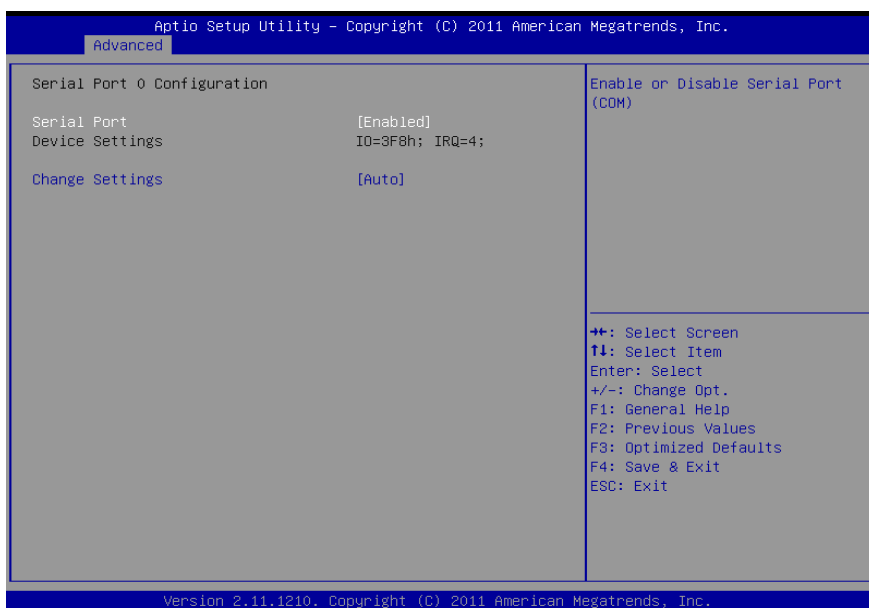 Aptio Setup Utility – Copyright (C) 2011 American Megatrends, Inc.
Advanced
Serial Port 0 Configuration
Serial Port [Enabled]
Device Settings IO=3F8h; IRQ=4;
Change Settings [Auto]
Enable or Disable Serial Port
(COM)
→←: Select Screen
↑↓: Select Item
Enter: Select
+/-: Change Opt.
F1: General Help
F2: Previous Values
F3: Optimized Defaults
F4: Save & Exit
ESC: Exit
Version 2.11.1210. Copyright (C) 2011 American Megatrends, Inc.